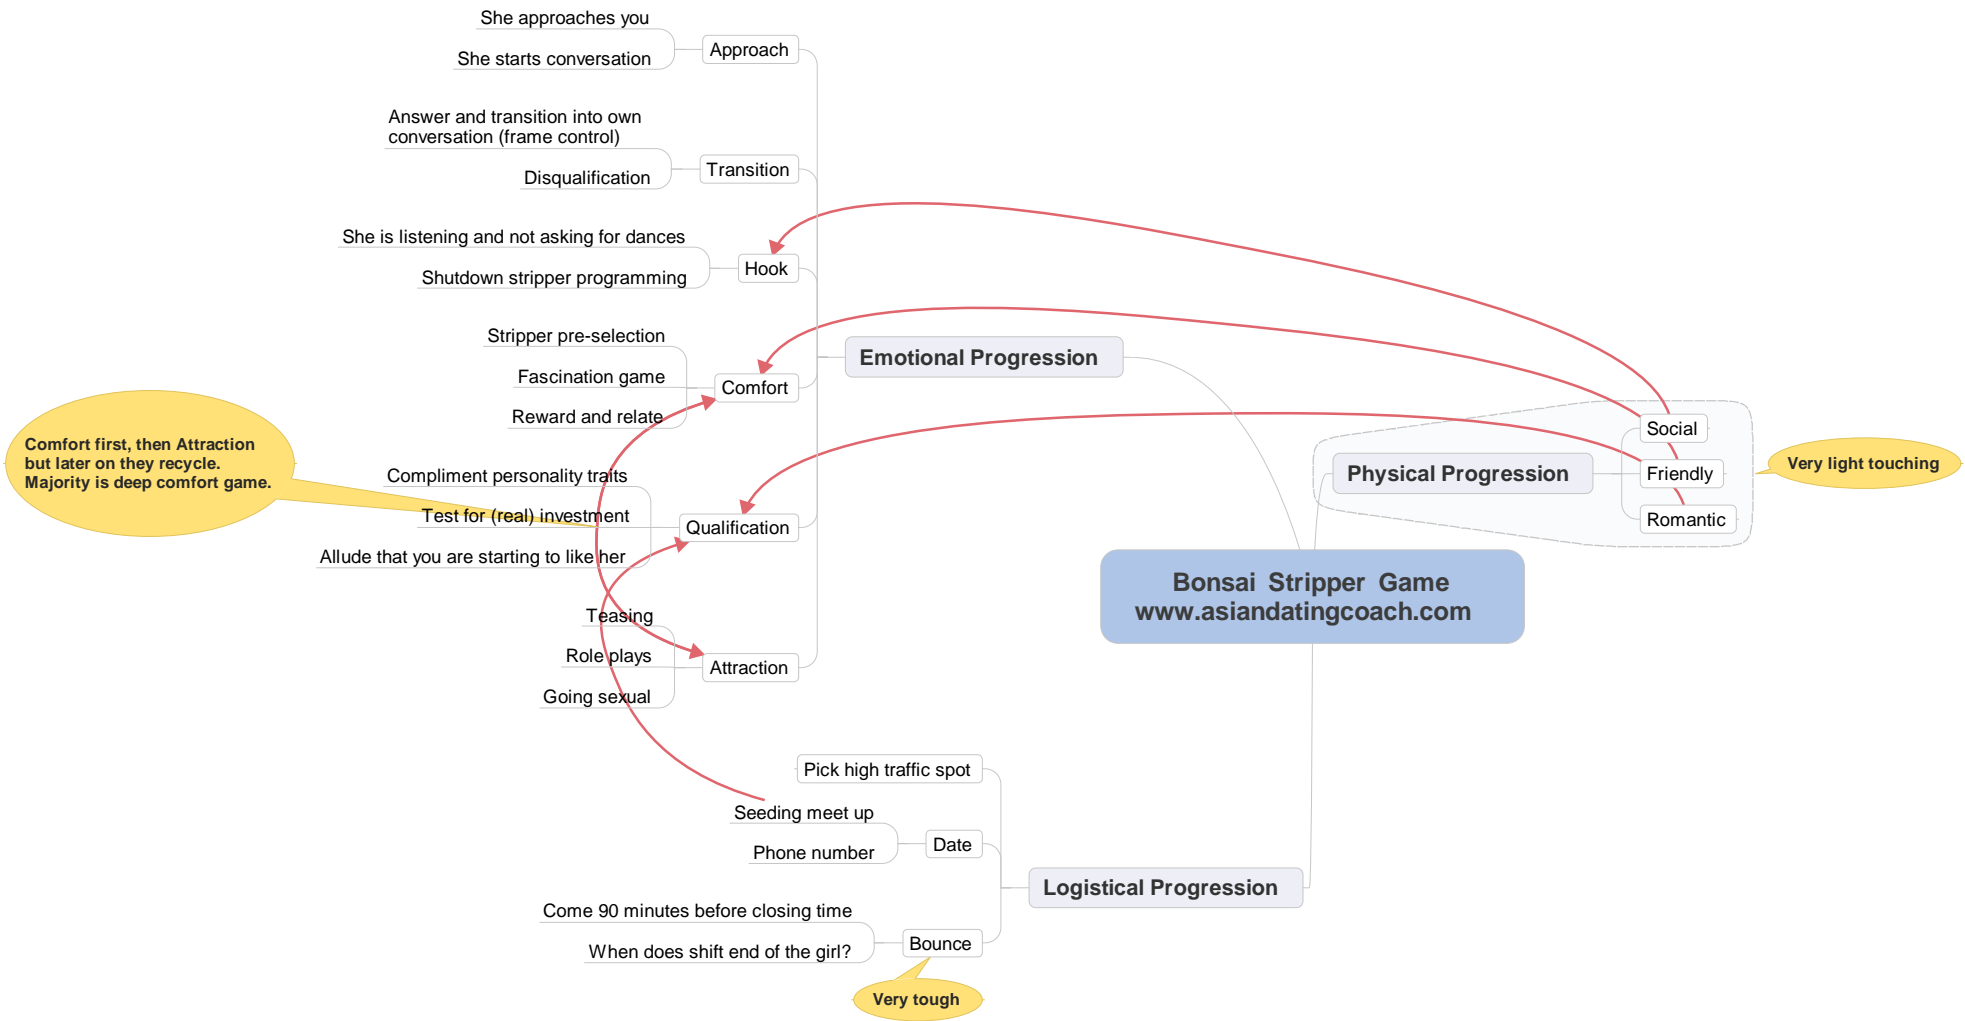 She approaches you
She starts conversation
Approach
Answer and transition into own
conversation (frame control)
Disqualification
Transition
She is listening and not asking for dances
Shutdown stripper programming
Hook
Stripper pre-selection
Fascination game
Reward and relate
Comfort
Emotional Progression
Comfort first, then Attraction
but later on they recycle.
Majority is deep comfort game.
Compliment personality traits
Test for (real) investment
Allude that you are starting to like her
Qualification
Teasing
Role plays
Going sexual
Attraction
Social
Friendly
Romantic
Physical Progression
Very light touching
Bonsai Stripper Game
www.asiandatingcoach.com
Pick high traffic spot
Seeding meet up
Phone number
Date
Logistical Progression
Come 90 minutes before closing time
When does shift end of the girl?
Bounce
Very tough